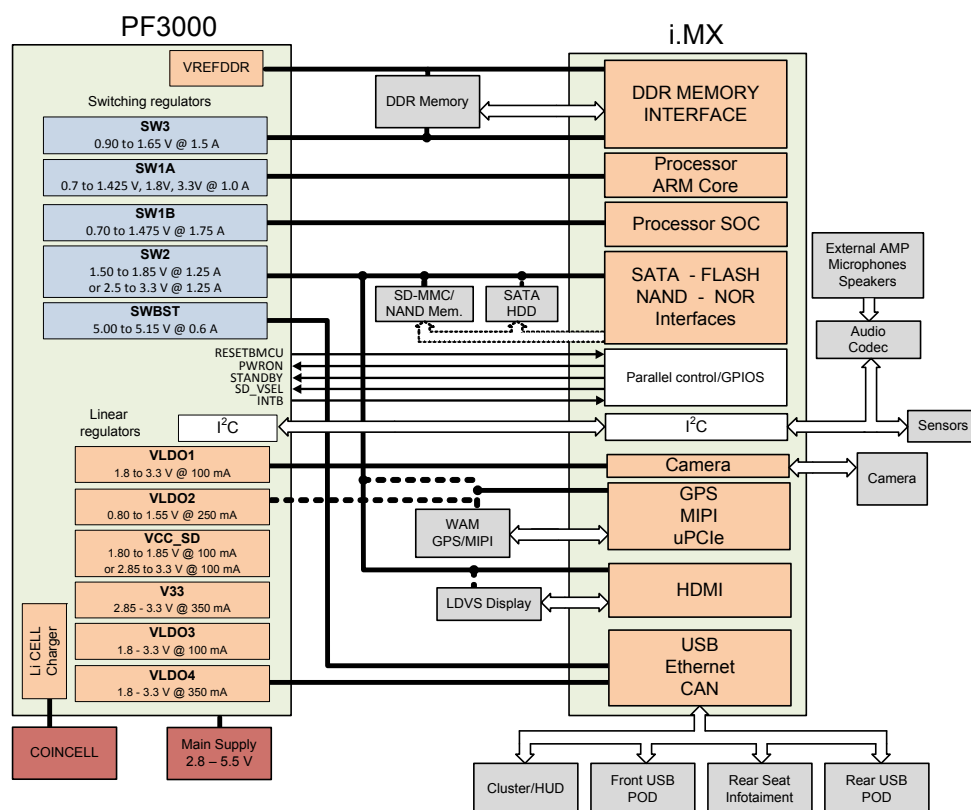 PF3000
i.MX
VREFDDR
Switching regulators
SW3
0.90 to 1.65 V @ 1.5 A
SW1A
0.7 to 1.425 V, 1.8V, 3.3V @ 1.0 A
SW1B
0.70 to 1.475 V @ 1.75 A
SW2
1.50 to 1.85 V @ 1.25 A
or 2.5 to 3.3 V @ 1.25 A
SWBST
5.00 to 5.15 V @ 0.6 A
RESETBMCU
PWRON
STANDBY
SD_VSEL
INTB
Linear
regulators
I²C
VLDO1
1.8 to 3.3 V @ 100 mA
VLDO2
0.80 to 1.55 V @ 250 mA
VCC_SD
1.80 to 1.85 V @ 100 mA
or 2.85 to 3.3 V @ 100 mA
V33
2.85 - 3.3 V @ 350 mA
VLDO3
1.8 - 3.3 V @ 100 mA
VLDO4
1.8 - 3.3 V @ 350 mA
Li CELL
Charger
COINCELL
Main Supply
2.8 – 5.5 V
DDR Memory
SD-MMC/
NAND Mem.
SATA
HDD
WAM
GPS/MIPI
LDVS Display
DDR MEMORY
INTERFACE
Processor
ARM Core
Processor SOC
SATA - FLASH
NAND - NOR
Interfaces
Parallel control/GPIOS
I²C
Camera
GPS
MIPI
uPCIe
HDMI
USB
Ethernet
CAN
External AMP
Microphones
Speakers
Audio
Codec
Sensors
Camera
Cluster/HUD
Front USB
POD
Rear Seat
Infotaiment
Rear USB
POD